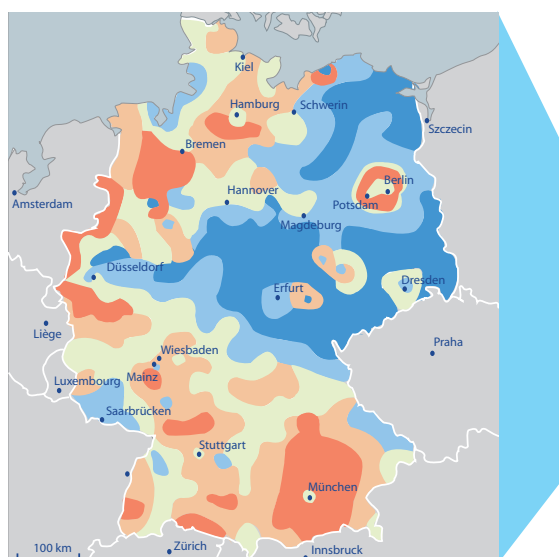 Kiel
Hamburg
Schwerin
Szczecin
Bremen
Berlin
Hannover
Potsdam
Amsterdam
Magdeburg
Düsseldorf
Dresden
Erfurt
Liège
Praha
Wiesbaden
Mainz
Luxembourg
Saarbrücken
Stuttgart
München
100 km
Zürich
Innsbruck